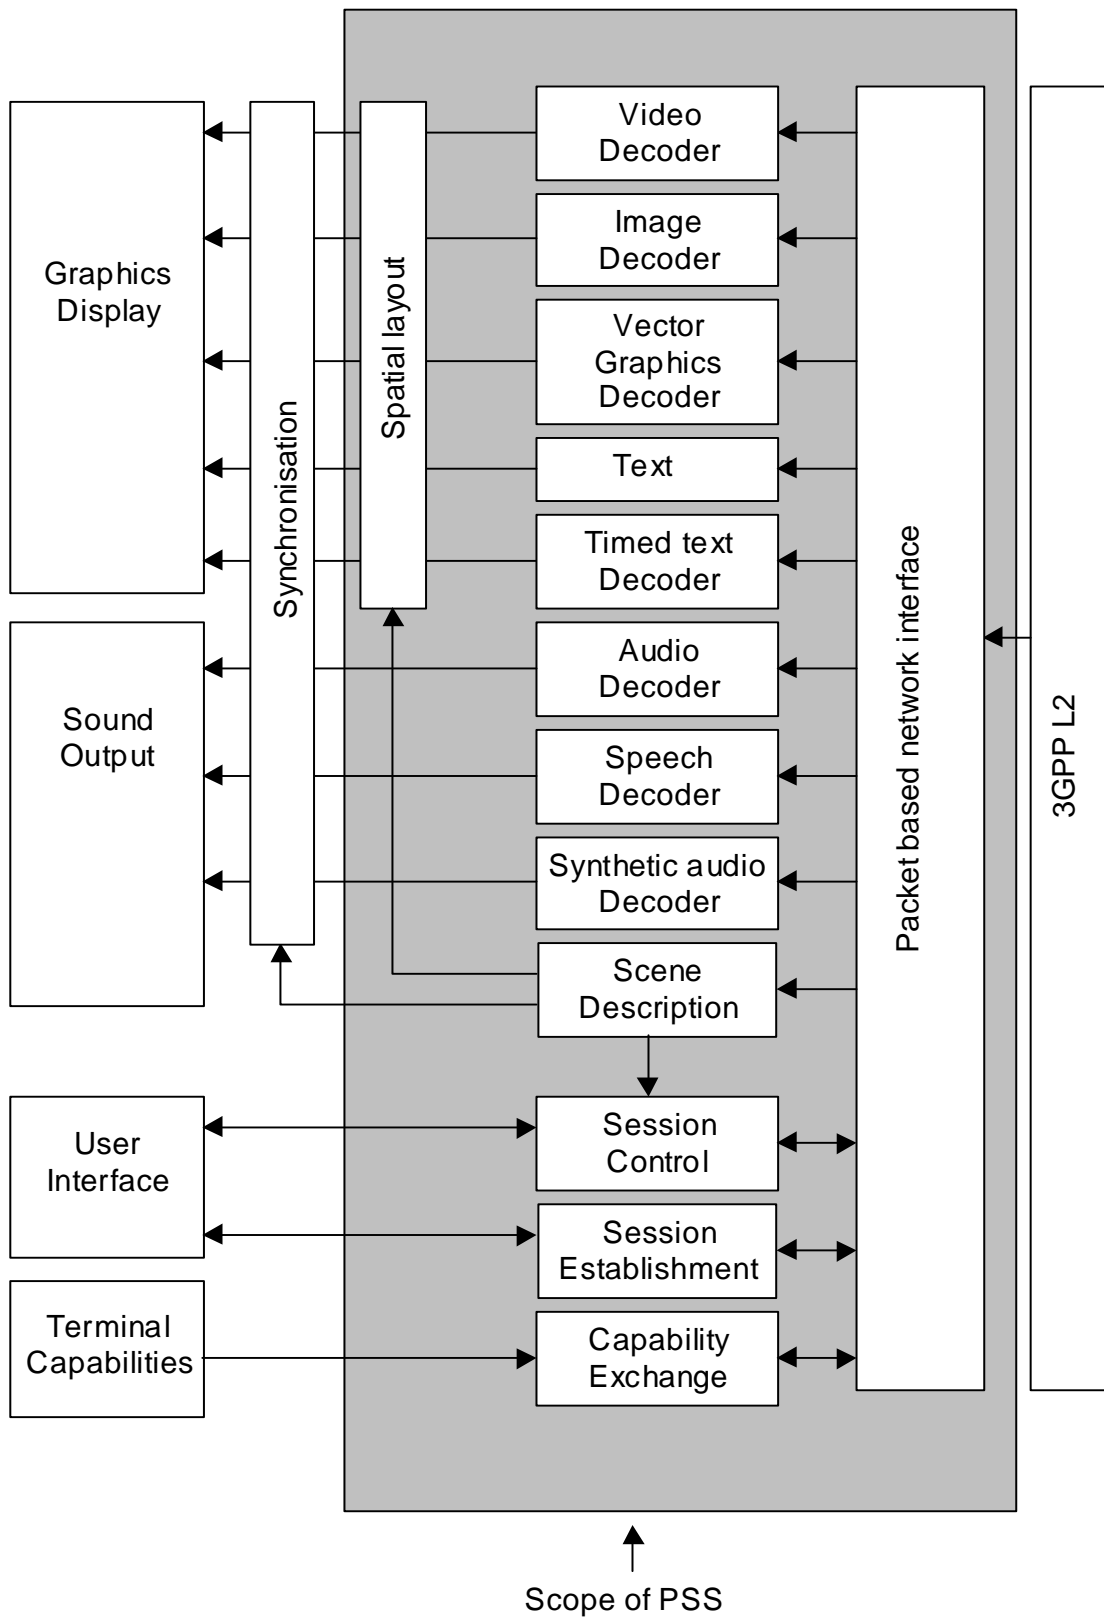 Video
Decoder
Image
Decoder
Vector
Graphics
Decoder
Text
Timed text
Decoder
Audio
Decoder
Speech
Decoder
Synthetic audio
Decoder
Scene
Description
Session
Control
Session
Establishment
Capability
Exchange
Graphics
Display
Sound
Output
User
Interface
Terminal
Capabilities
Synchronisation
Spatial layout
Packet based network interface
3GPP L2
Scope of PSS